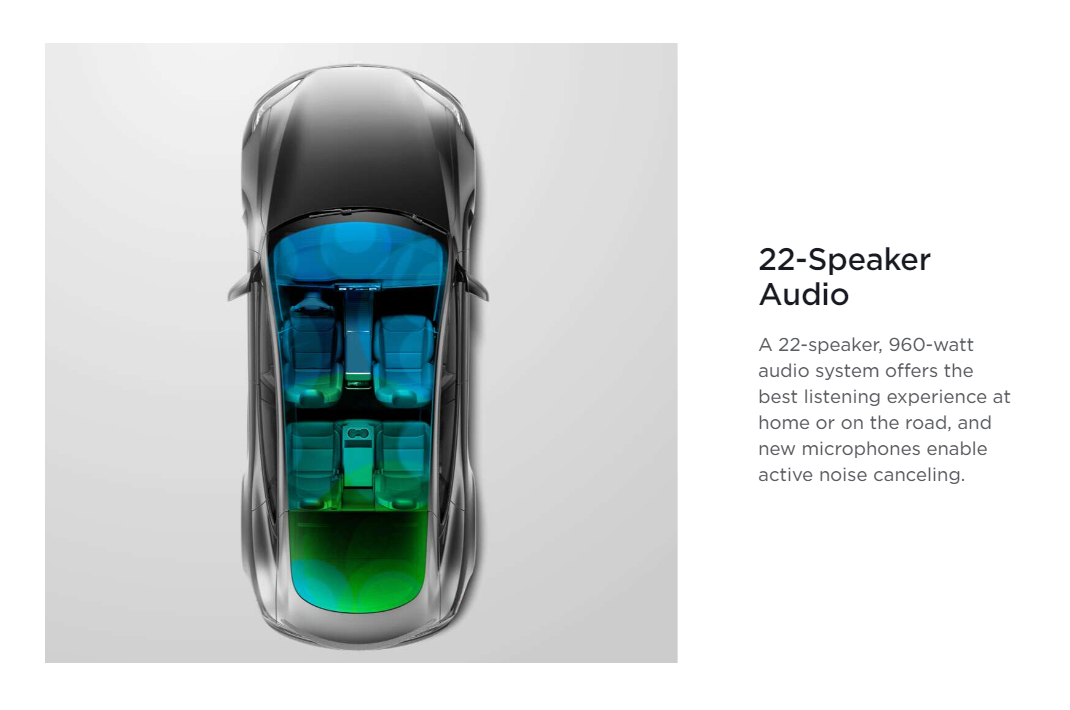 22-Speaker
Audio
A 22-speaker, 960-watt
audio system offers the
best listening experience at
home or on the road, and
new microphones enable
active noise canceling.